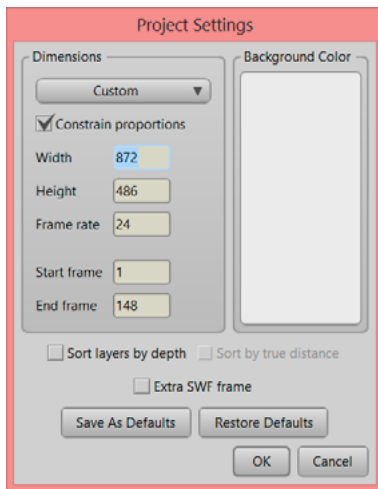 Project Settings
Dimensions
Background Color
Custom
Constrain proportions
Width 872
Height 486
Frame rate 24
Start frame 1
End frame 148
Sort layers by depth Sort by true distance
Extra SWF frame
Save As Defaults Restore Defaults
OK Cancel